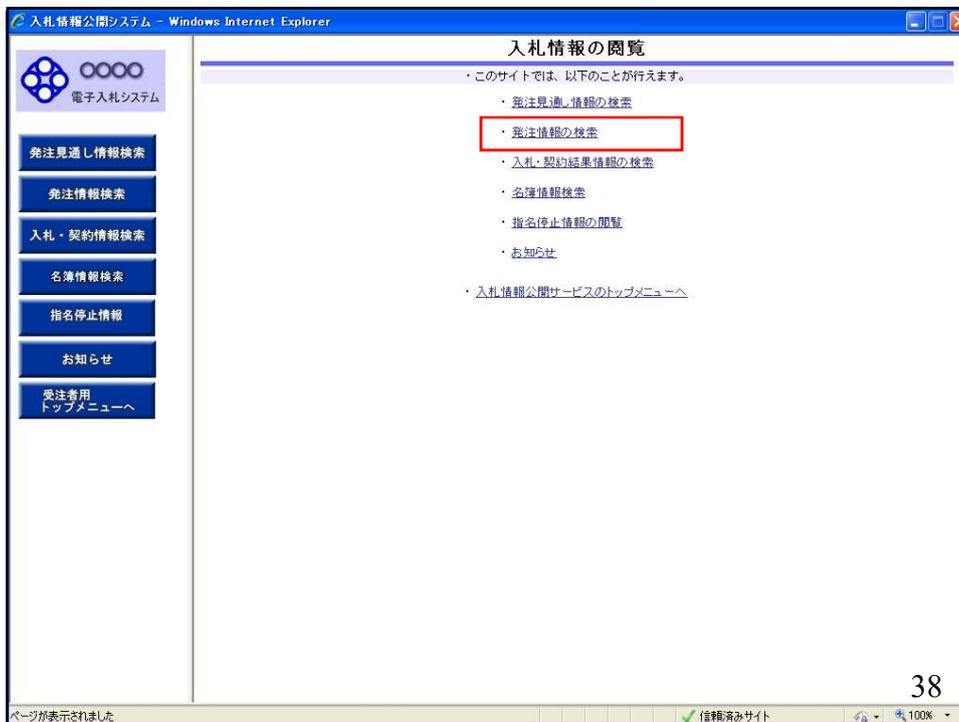 入札情報公開システム - Windows Internet Explorer
○○○○
電子入札システム
発注見通し情報検索
発注情報検索
入札・契約情報検索
名簿情報検索
指名停止情報
お知らせ
受注者用
トップメニューへ
入札情報の閲覧
・このサイトでは、以下のことが行えます。
・発注見通し情報の検索
・発注情報の検索
・入札・契約結果情報の検索
・名簿情報検索
・指名停止情報の閲覧
・お知らせ
・入札情報公開サービスのトップメニューへ
38
ページが表示されました
信頼済みサイト
100%